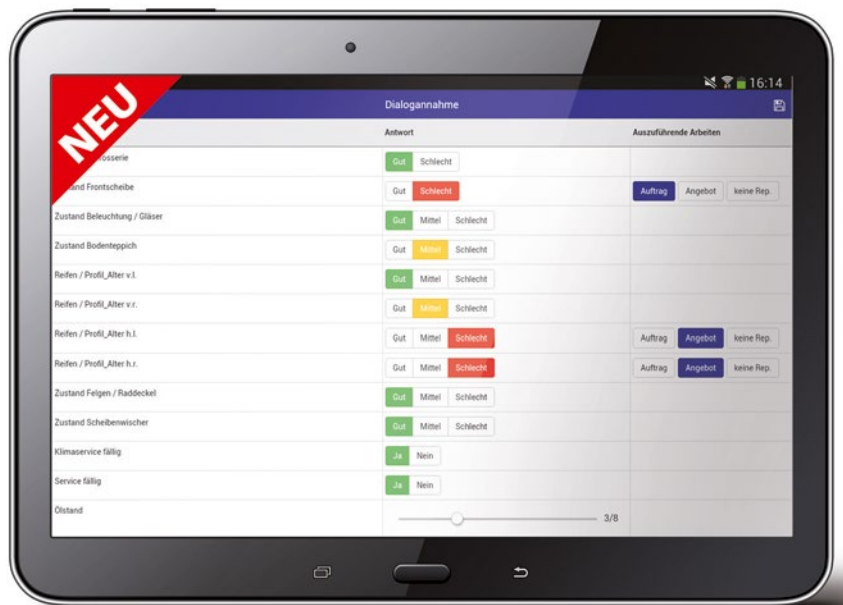 NEU
16:14
Dialogannahme
Antwort Auszuführende Arbeiten
Gut Schlecht
Frontscheibe Gut Schlecht Auftrag Angebot keine Rep.
Zustand Beleuchtung / Gläser Gut Mittel Schlecht
Zustand Bodenteppich Gut Mittel Schlecht
Reifen / Profil_Alter v.l. Gut Mittel Schlecht
Reifen / Profil_Alter v.r. Gut Mittel Schlecht
Reifen / Profil_Alter h.l. Gut Mittel Schlecht Auftrag Angebot keine Rep.
Reifen / Profil_Alter h.r. Gut Mittel Schlecht Auftrag Angebot keine Rep.
Zustand Felgen / Raddeckel Gut Mittel Schlecht
Zustand Scheibenwischer Gut Mittel Schlecht
Klimaservice fällig Ja Nein
Service fällig Ja Nein
Ölstand 3/8